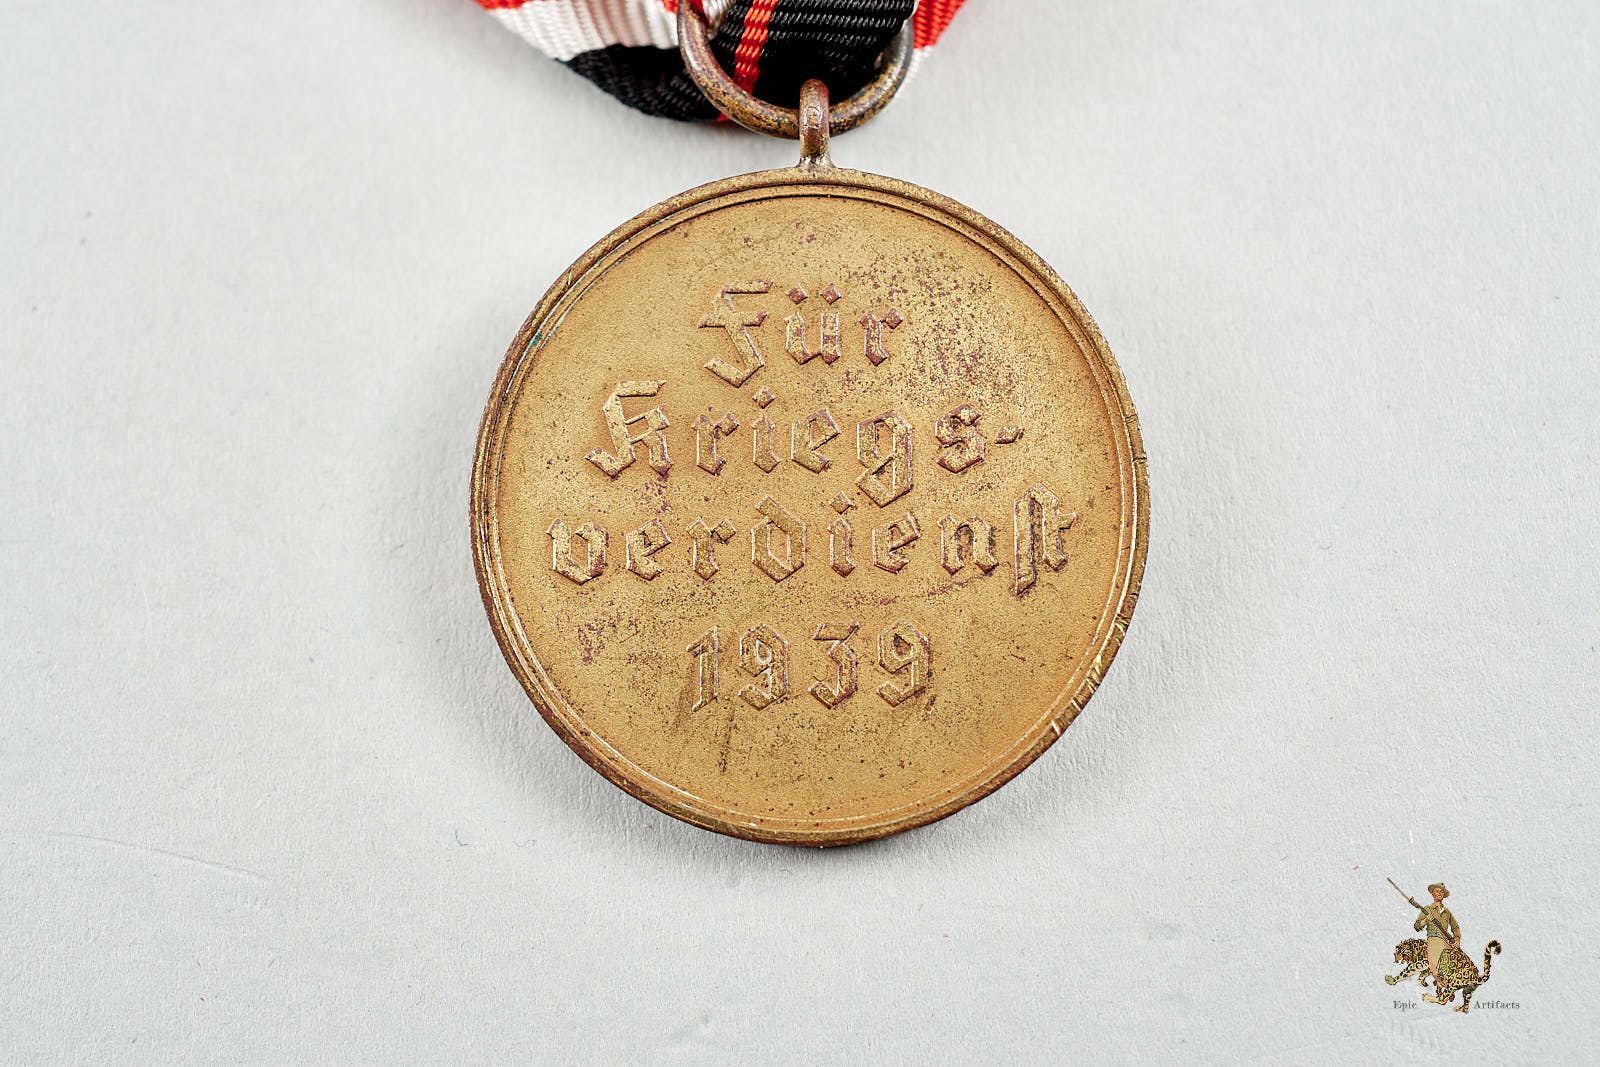 Für
Kriegs-
verdienst
1939
Epic Artifacts